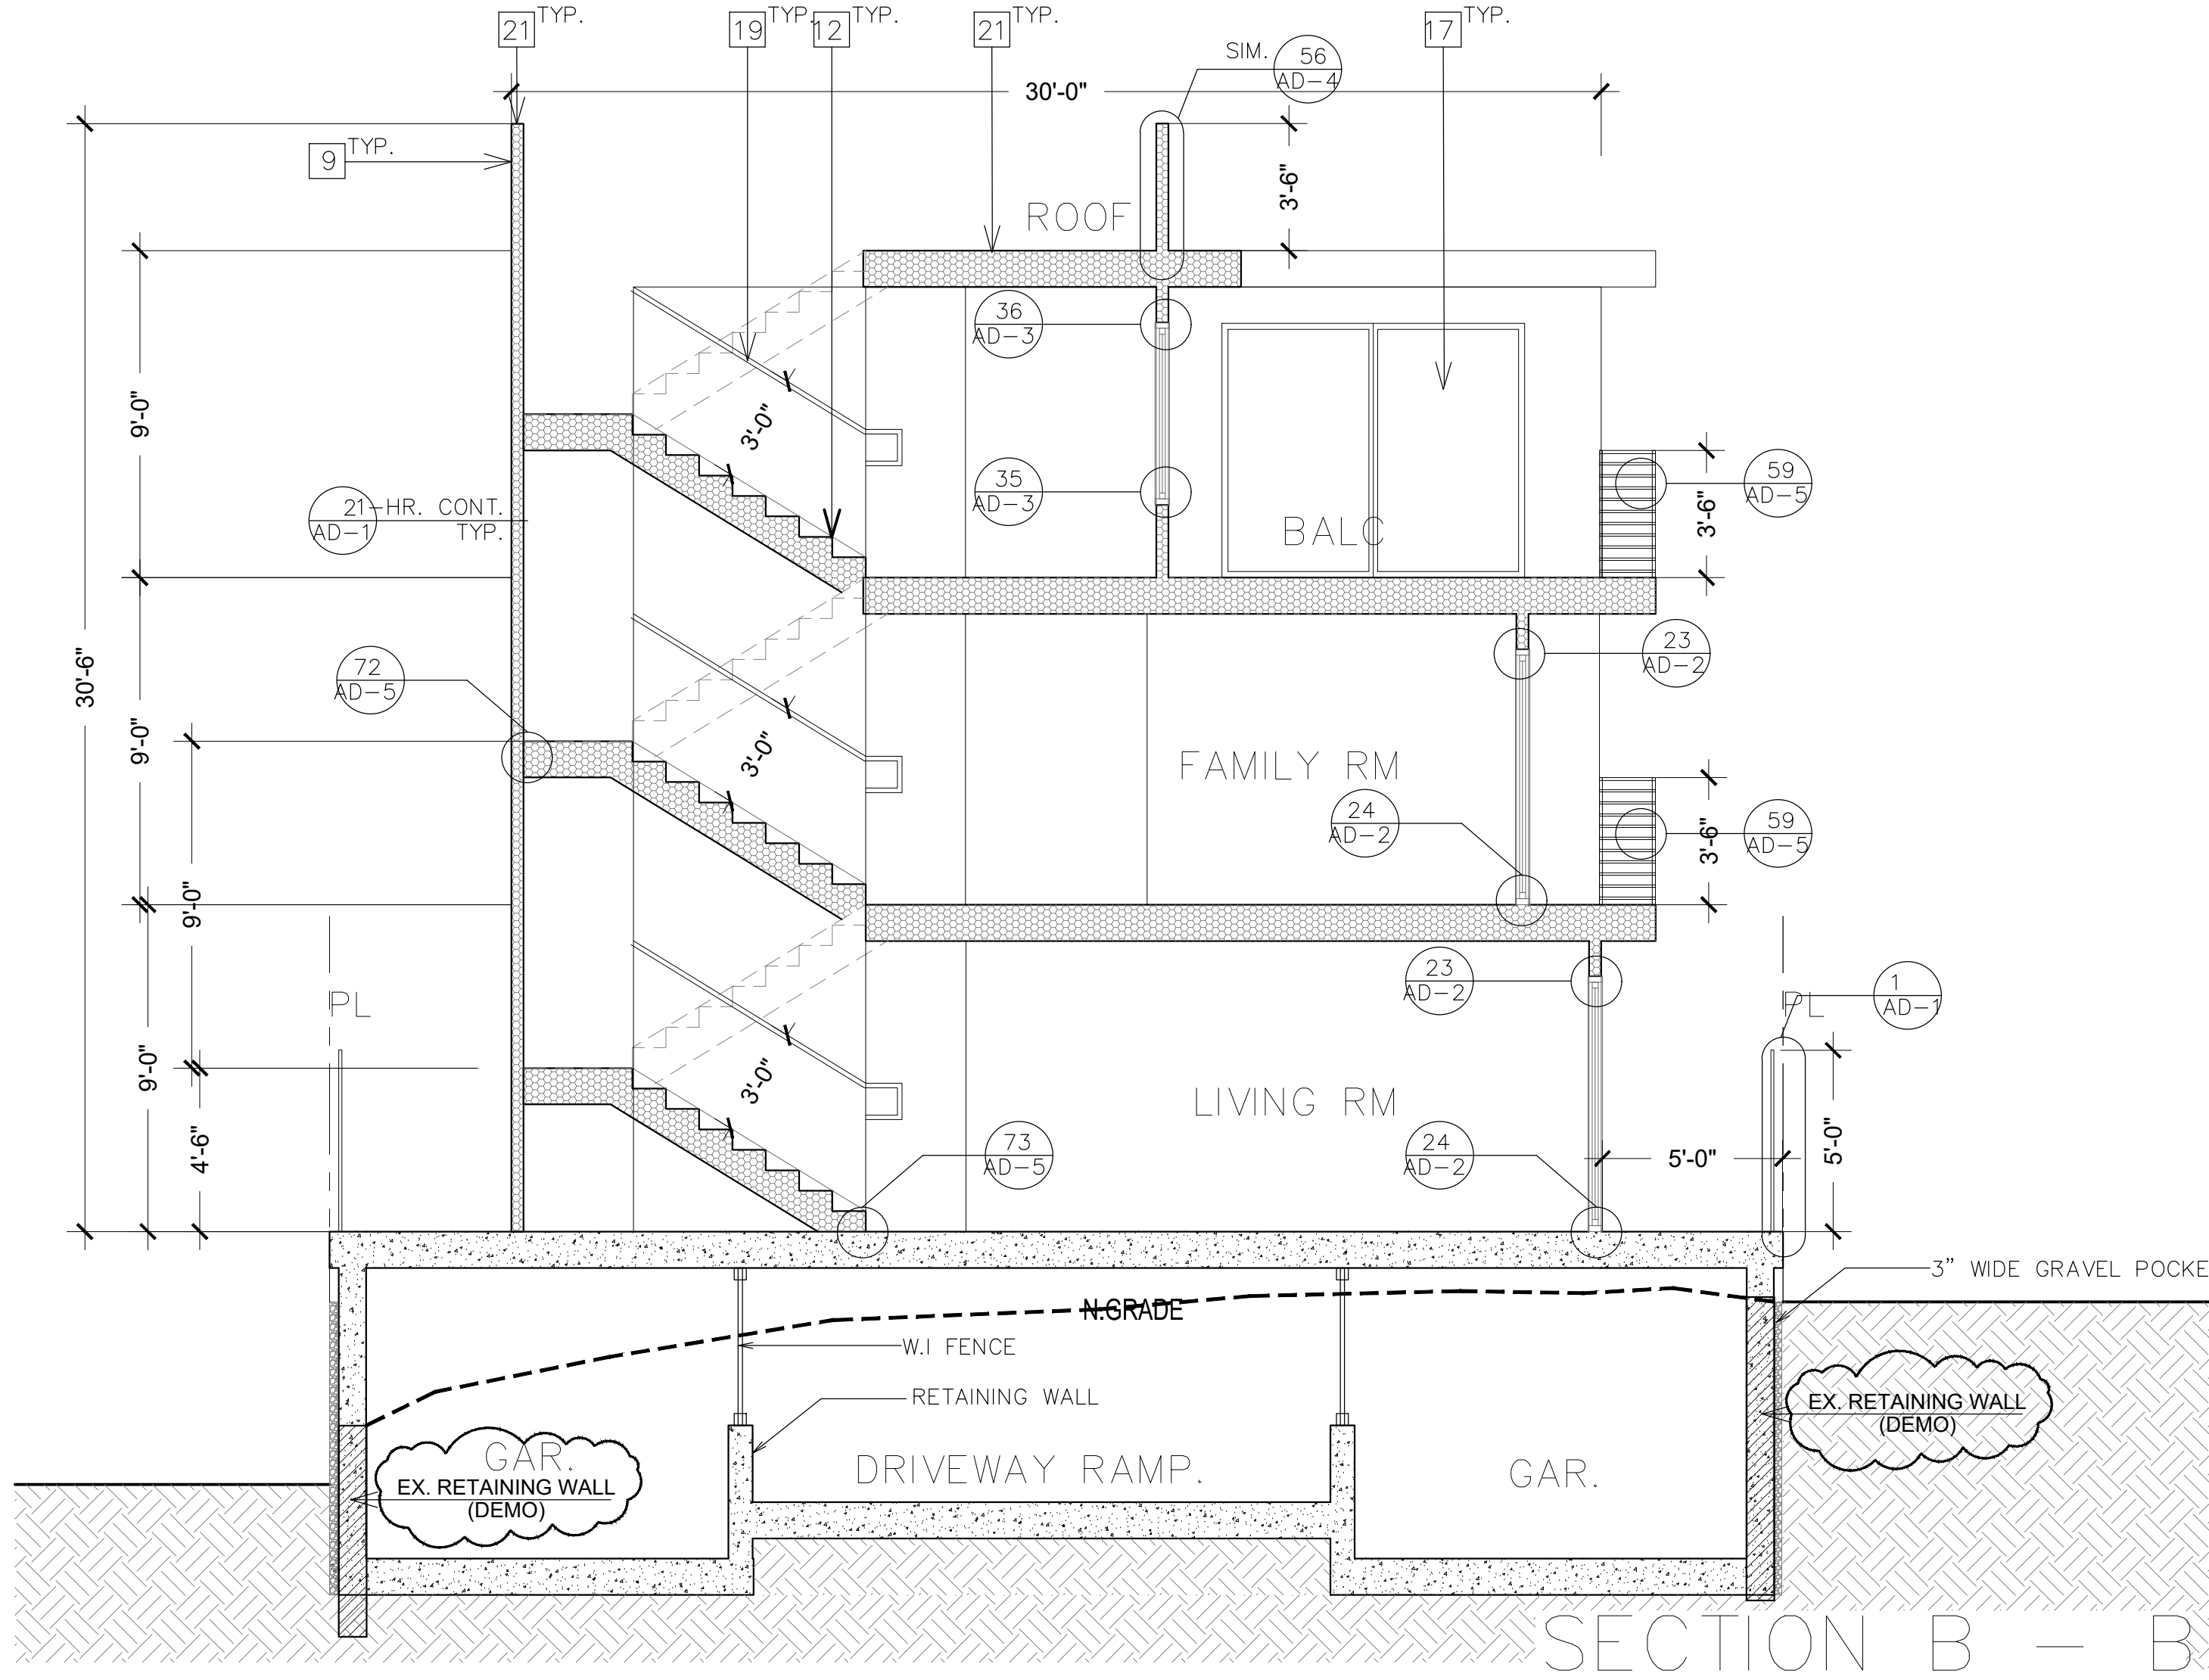 21 TYP.
19 TYP.
12 TYP.
21 TYP.
17 TYP.
SIM.
56
AD-4
30'-0"
9 TYP.
3'-6"
ROOF
36
AD-3
9'-0"
35
AD-3
BALC
59
AD-5
3'-6"
3'-0"
21-HR. CONT.
AD-1 TYP.
30'-6"
72
AD-5
23
AD-2
9'-0"
3'-0"
FAMILY RM
24
AD-2
59
AD-5
3'-6"
9'-0"
PL
23
AD-2
PL
1
AD-1
9'-0"
3'-0"
LIVING RM
4'-6"
73
AD-5
24
AD-2
5'-0"
5'-0"
3" WIDE GRAVEL POCKE
N.GRADE
W.I FENCE
RETAINING WALL
EX. RETAINING WALL
(DEMO)
GAR.
EX. RETAINING WALL
(DEMO)
DRIVEWAY RAMP.
GAR.
SECTION B - B